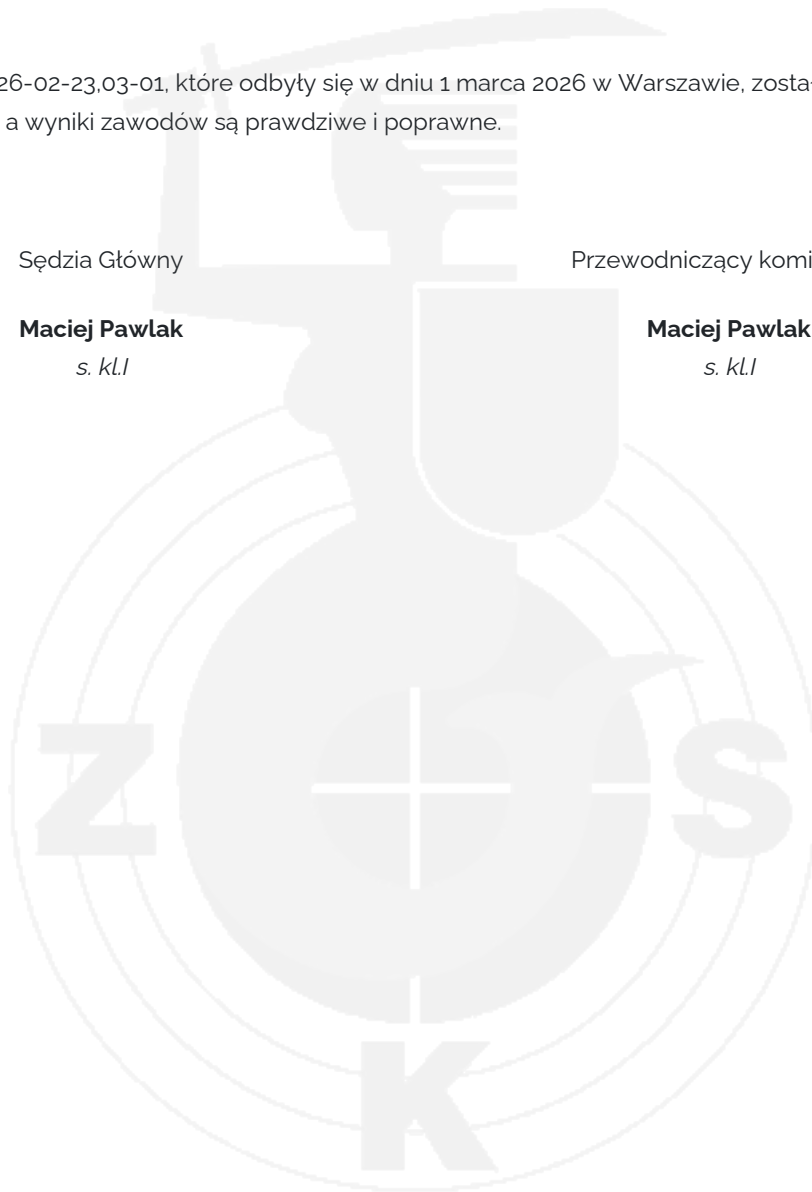 26-02-23,03-01, które odbyły się w dniu 1 marca 2026 w Warszawie, został
a wyniki zawodów są prawdziwe i poprawne.
Sędzia Główny Przewodniczący komi
Maciej Pawlak Maciej Pawlak
s. kl.I s. kl.I
Z S
K